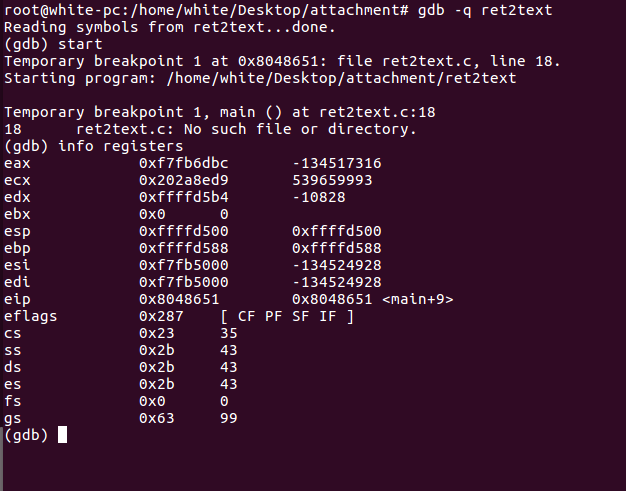 root@white-pc:/home/white/Desktop/attachment# gdb -q ret2text
Reading symbols from ret2text...done.
(gdb) start
Temporary breakpoint 1 at 0x8048651: file ret2text.c, line 18.
Starting program: /home/white/Desktop/attachment/ret2text

Temporary breakpoint 1, main () at ret2text.c:18
18      ret2text.c: No such file or directory.
(gdb) info registers
eax            0xf7fb6dbc       -134517316
ecx            0x202a8ed9       539659993
edx            0xffffd5b4       -10828
ebx            0x0      0
esp            0xffffd500       0xffffd500
ebp            0xffffd588       0xffffd588
esi            0xf7fb5000       -134524928
edi            0xf7fb5000       -134524928
eip            0x8048651        0x8048651 <main+9>
eflags         0x287    [ CF PF SF IF ]
cs             0x23     35
ss             0x2b     43
ds             0x2b     43
es             0x2b     43
fs             0x0      0
gs             0x63     99
(gdb)